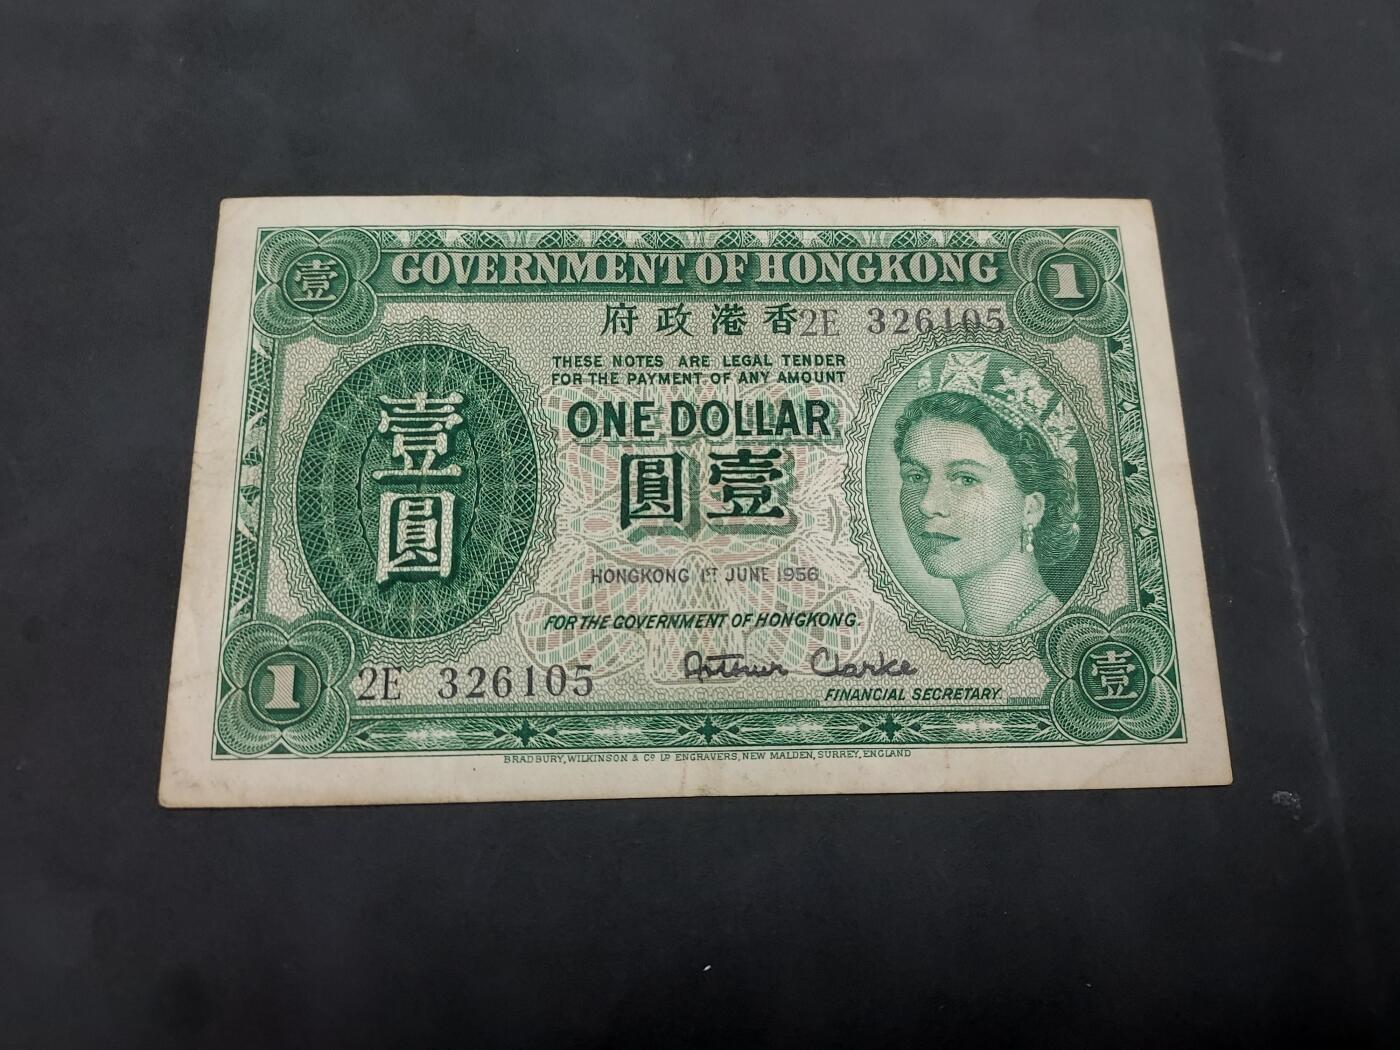 壹 GOVERNMENT OF HONGKONG 1
府政港香 2E 326105
THESE NOTES ARE LEGAL TENDER
FOR THE PAYMENT OF ANY AMOUNT
壹圓
ONE DOLLAR
圓壹
HONGKONG 1ST JUNE 1956
FOR THE GOVERNMENT OF HONGKONG.
1 2E 326105
Arthur Clarke
FINANCIAL SECRETARY.
壹
BRADBURY, WILKINSON & Co. LD. ENGRAVERS, NEW MALDEN, SURREY, ENGLAND